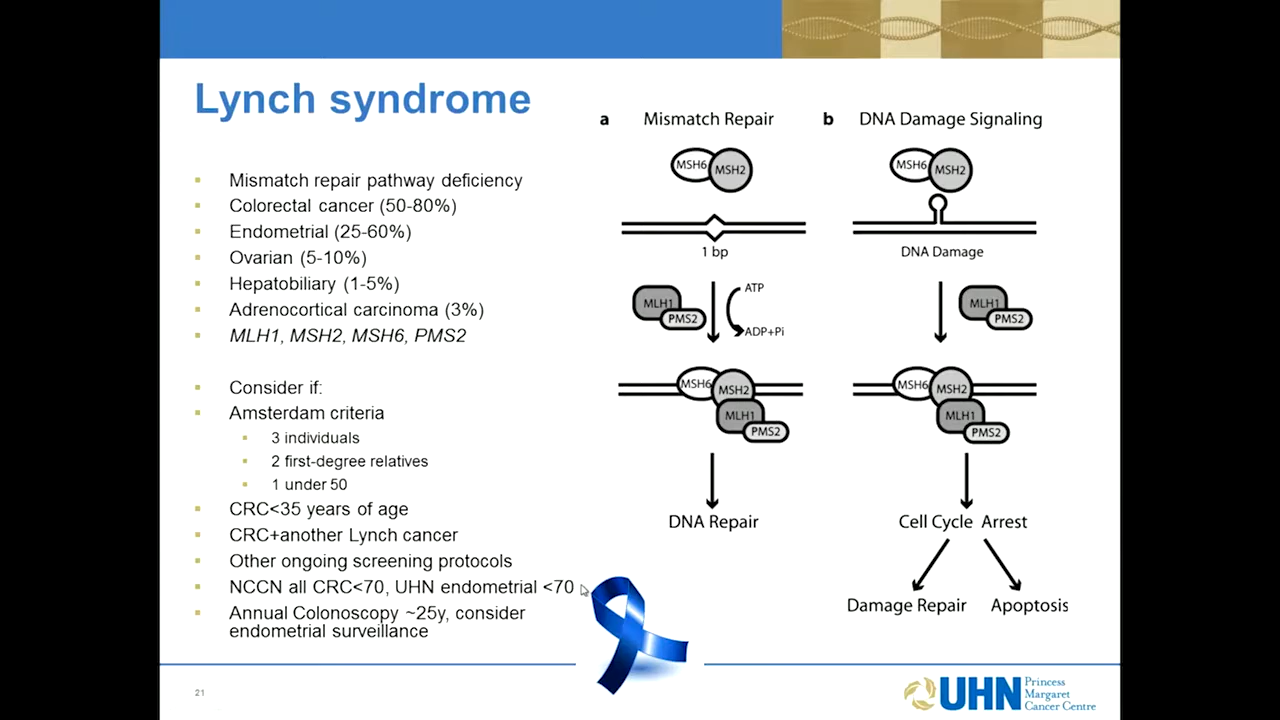 Lynch syndrome
Mismatch repair pathway deficiency
Colorectal cancer (50-80%)
Endometrial (25-60%)
Ovarian (5-10%)
Hepatobiliary (1-5%)
Adrenocortical carcinoma (3%)
MLH1, MSH2, MSH6, PMS2
Consider if:
Amsterdam criteria
3 individuals
2 first-degree relatives
1 under 50
CRC<35 years of age
CRC+another Lynch cancer
Other ongoing screening protocols
NCCN all CRC<70, UHN endometrial <70
Annual Colonoscopy ~25y, consider
endometrial surveillance
a Mismatch Repair
MSH6 MSH2
1 bp
MLH1 PMS2
ATP
ADP+Pi
MSH6 MSH2
MLH1
PMS2
DNA Repair
b DNA Damage Signaling
MSH6 MSH2
DNA Damage
MLH1
PMS2
MSH6 MSH2
MLH1
PMS2
Cell Cycle Arrest
Damage Repair Apoptosis
21
UHN Princess
Margaret
Cancer Centre